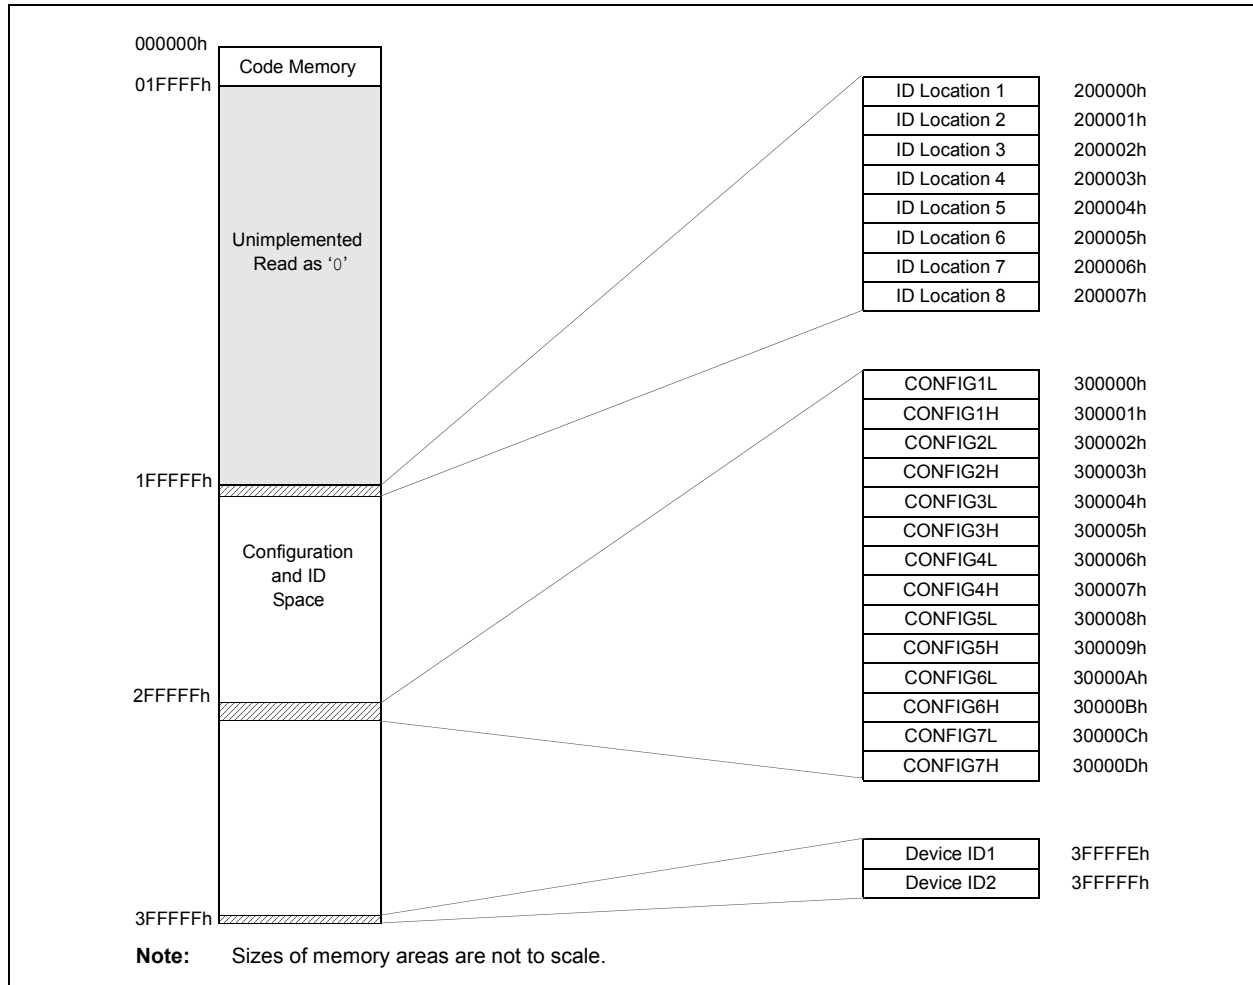 000000h
Code Memory
01FFFFh
Unimplemented
Read as ‘0’
1FFFFFh
Configuration
and ID
Space
2FFFFFh
3FFFFFh
ID Location 1 200000h
ID Location 2 200001h
ID Location 3 200002h
ID Location 4 200003h
ID Location 5 200004h
ID Location 6 200005h
ID Location 7 200006h
ID Location 8 200007h
CONFIG1L 300000h
CONFIG1H 300001h
CONFIG2L 300002h
CONFIG2H 300003h
CONFIG3L 300004h
CONFIG3H 300005h
CONFIG4L 300006h
CONFIG4H 300007h
CONFIG5L 300008h
CONFIG5H 300009h
CONFIG6L 30000Ah
CONFIG6H 30000Bh
CONFIG7L 30000Ch
CONFIG7H 30000Dh
Device ID1 3FFFFEh
Device ID2 3FFFFFh
Note: Sizes of memory areas are not to scale.